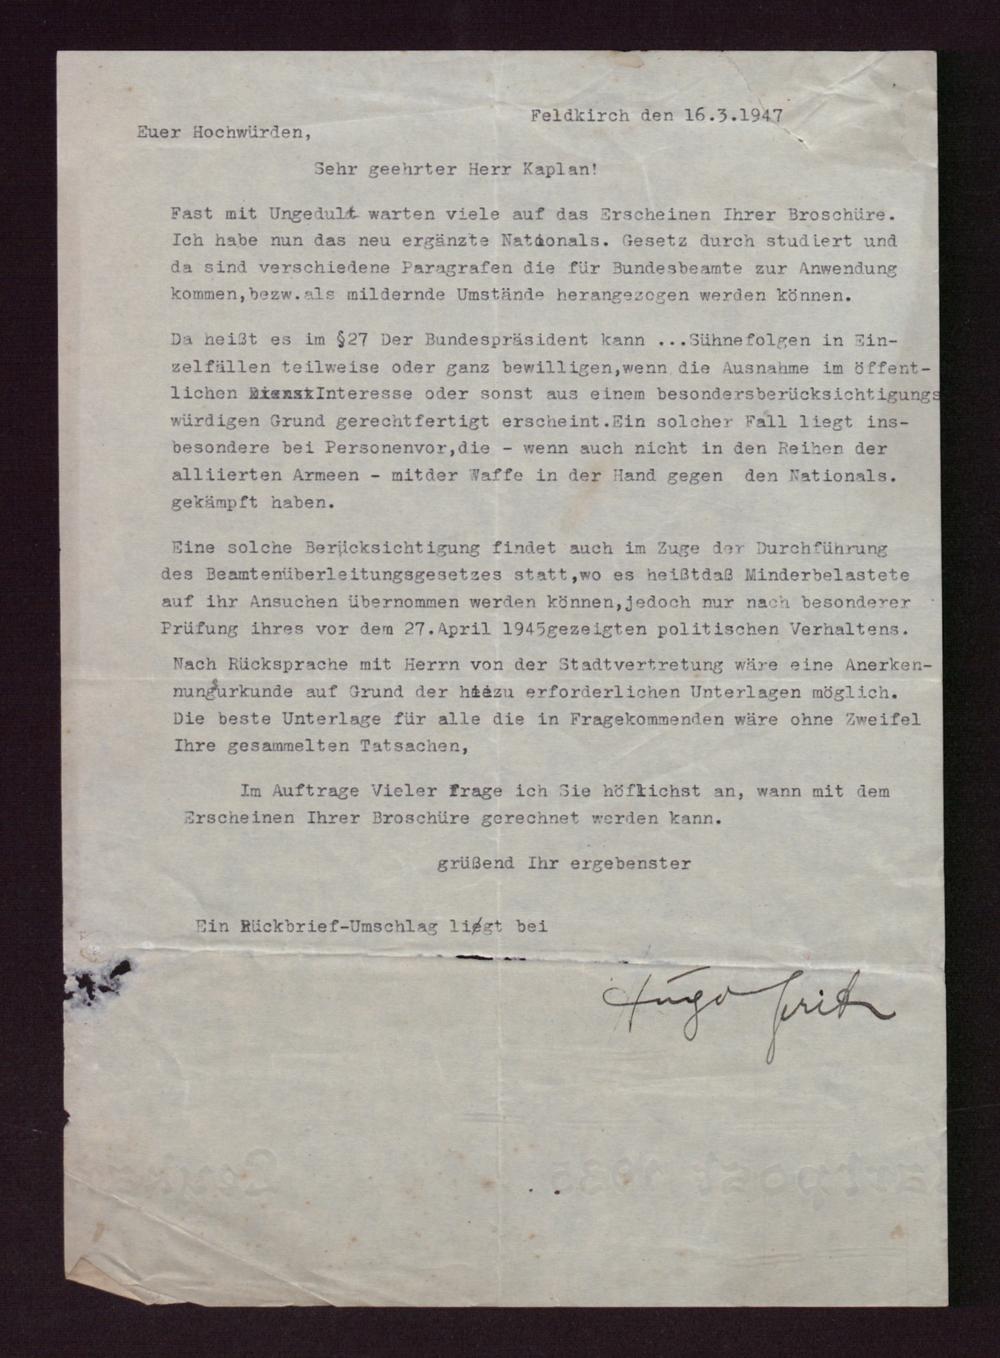 Feldkirch den 16.3.1947
Euer Hochwürden,
Sehr geehrter Herr Kaplan!
Fast mit Ungedult warten viele auf das Erscheinen Ihrer Broschüre.
Ich habe nun das neu ergänzte Nationals. Gesetz durch studiert und
da sind verschiedene Paragrafen die für Bundesbeamte zur Anwendung
kommen,bezw.als mildernde Umstände herangezogen werden können.
Da heißt es im §27 Der Bundespräsident kann ...Sühnefolgen in Ein-
zelfällen teilweise oder ganz bewilligen,wenn die Ausnahme im öffent-
lichen Dienst Interesse oder sonst aus einem besondersberücksichtigungs
würdigen Grund gerechtfertigt erscheint.Ein solcher Fall liegt ins-
besondere bei Personenvor,die - wenn auch nicht in den Reihen der
alliierten Armeen - mitder Waffe in der Hand gegen den Nationals.
gekämpft haben.
Eine solche Berücksichtigung findet auch im Zuge der Durchführung
des Beamtenüberleitungsgesetzes statt,wo es heißtdaß Minderbelastete
auf ihr Ansuchen übernommen werden können,jedoch nur nach besonderer
Prüfung ihres vor dem 27.April 1945gezeigten politischen Verhaltens.
Nach Rücksprache mit Herrn von der Stadtvertretung wäre eine Anerken-
nungsurkunde auf Grund der hiezu erforderlichen Unterlagen möglich.
Die beste Unterlage für alle die in Fragekommenden wäre ohne Zweifel
Ihre gesammelten Tatsachen,
Im Auftrage Vieler frage ich Sie höflichst an, wann mit dem
Erscheinen Ihrer Broschüre gerechnet werden kann.
grüßend Ihr ergebenster
Ein Rückbrief-Umschlag liegt bei
Hugo